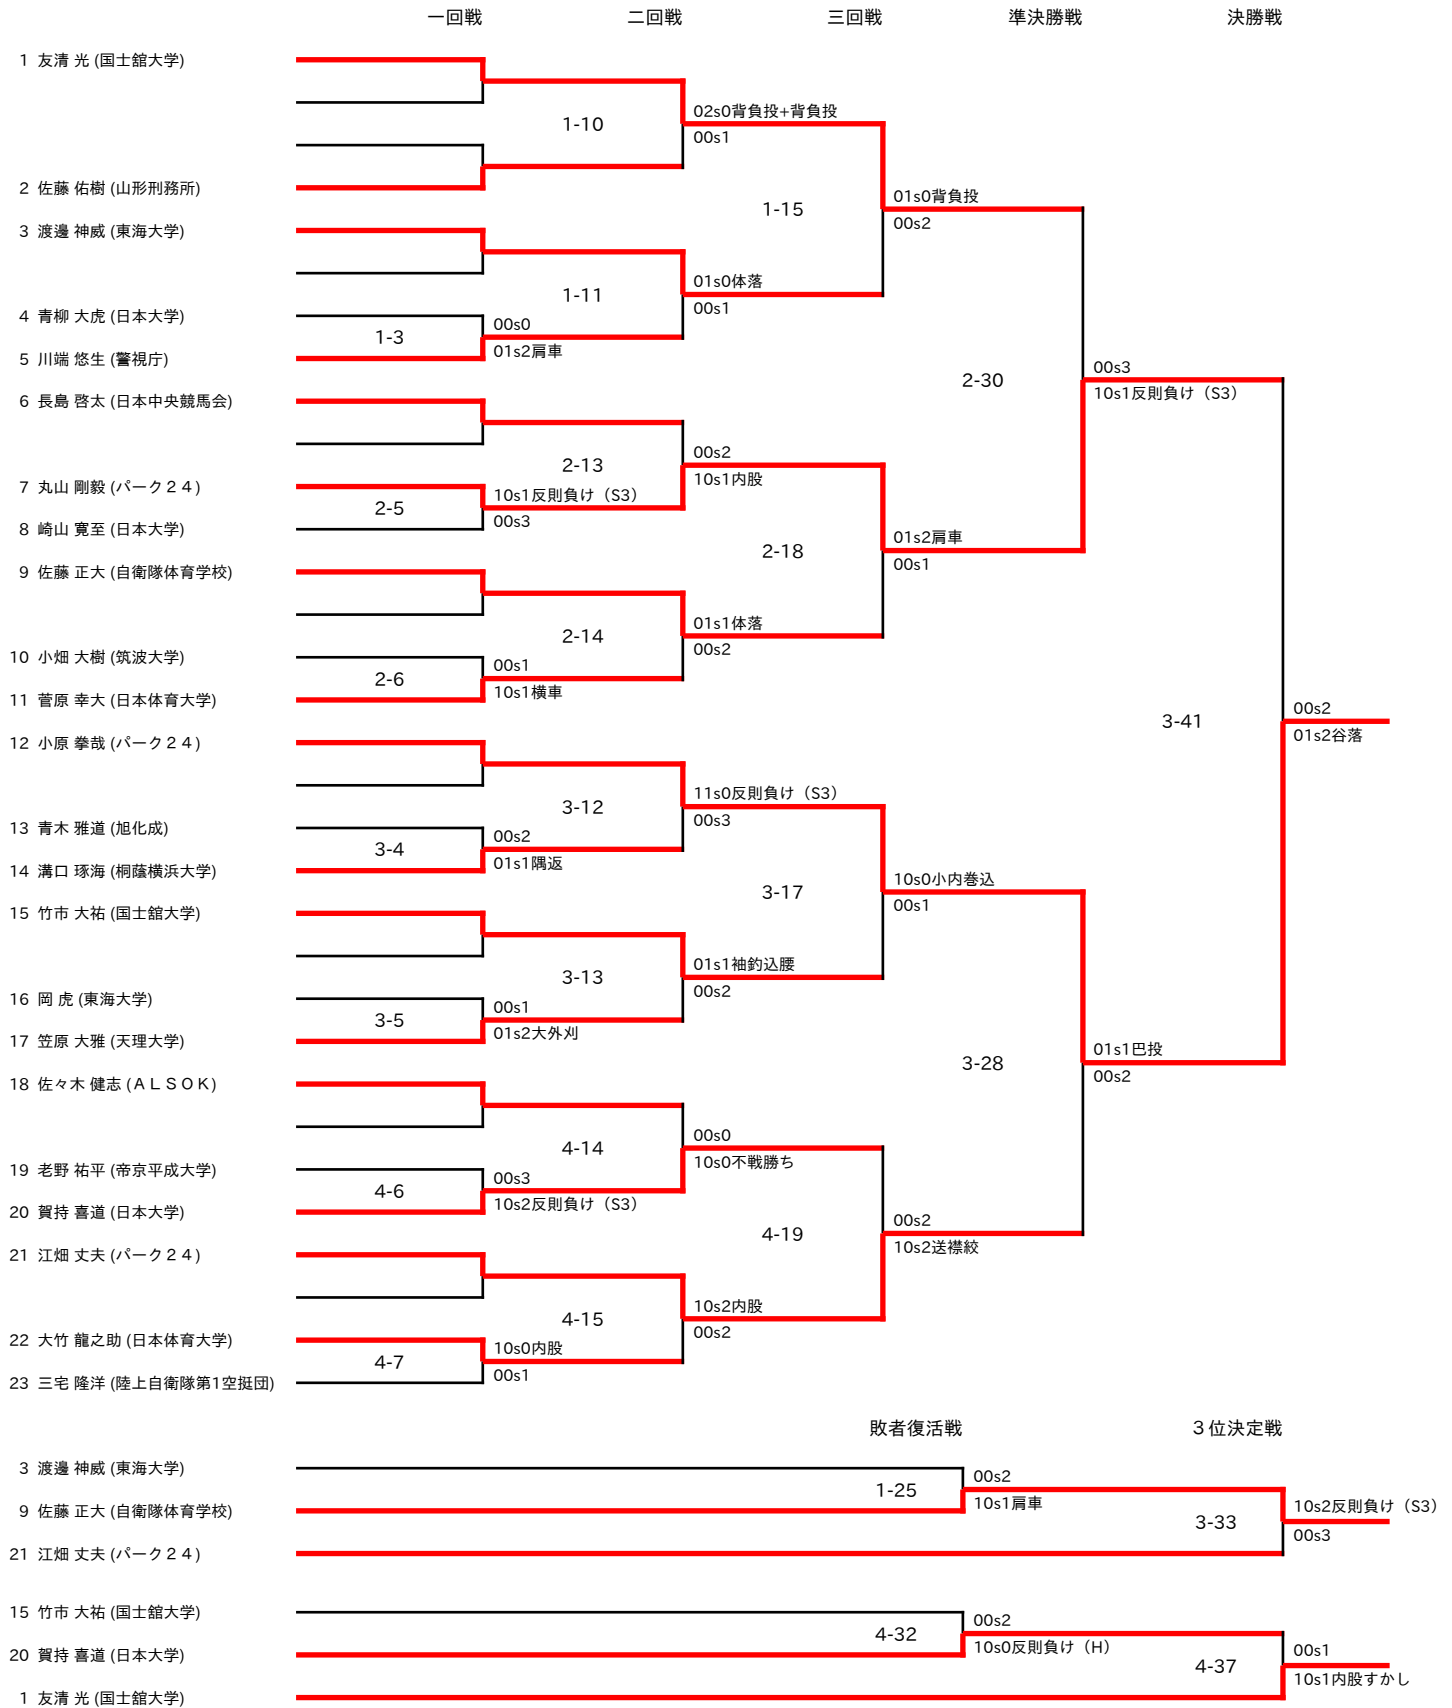 一回戦 二回戦 三回戦 準決勝戦 決勝戦
1 友清 光 (国士舘大学)
02s0背負投+背負投
1-10
00s1
2 佐藤 佑樹 (山形刑務所)
01s0背負投
1-15
00s2
3 渡邊 神威 (東海大学)
01s0体落
1-11
00s1
4 青柳 大虎 (日本大学)
00s0
1-3
01s2肩車
5 川端 悠生 (警視庁)
00s3
2-30
10s1反則負け（S3）
6 長島 啓太 (日本中央競馬会)
00s2
2-13
10s1内股
7 丸山 剛毅 (パーク２４)
10s1反則負け（S3）
2-5
00s3
8 崎山 寛至 (日本大学)
01s2肩車
2-18
00s1
9 佐藤 正大 (自衛隊体育学校)
01s1体落
2-14
00s2
10 小畑 大樹 (筑波大学)
00s1
2-6
10s1横車
11 菅原 幸大 (日本体育大学)
00s2
3-41
01s2谷落
12 小原 拳哉 (パーク２４)
11s0反則負け（S3）
3-12
00s3
13 青木 雅道 (旭化成)
00s2
3-4
01s1隅返
14 溝口 琢海 (桐蔭横浜大学)
10s0小内巻込
3-17
00s1
15 竹市 大祐 (国士舘大学)
01s1袖釣込腰
3-13
00s2
16 岡 虎 (東海大学)
00s1
3-5
01s2大外刈
17 笠原 大雅 (天理大学)
01s1巴投
3-28
00s2
18 佐々木 健志 (ＡＬＳＯＫ)
00s0
4-14
10s0不戦勝ち
19 老野 祐平 (帝京平成大学)
00s3
4-6
10s2反則負け（S3）
20 賀持 喜道 (日本大学)
00s2
4-19
10s2送襟絞
21 江畑 丈夫 (パーク２４)
10s2内股
4-15
00s2
22 大竹 龍之助 (日本体育大学)
10s0内股
4-7
00s1
23 三宅 隆洋 (陸上自衛隊第1空挺団)
敗者復活戦 ３位決定戦
3 渡邊 神威 (東海大学)
00s2
1-25
10s1肩車
9 佐藤 正大 (自衛隊体育学校)
10s2反則負け（S3）
3-33
00s3
21 江畑 丈夫 (パーク２４)
15 竹市 大祐 (国士舘大学)
00s2
4-32
10s0反則負け（H）
20 賀持 喜道 (日本大学)
00s1
4-37
10s1内股すかし
1 友清 光 (国士舘大学)